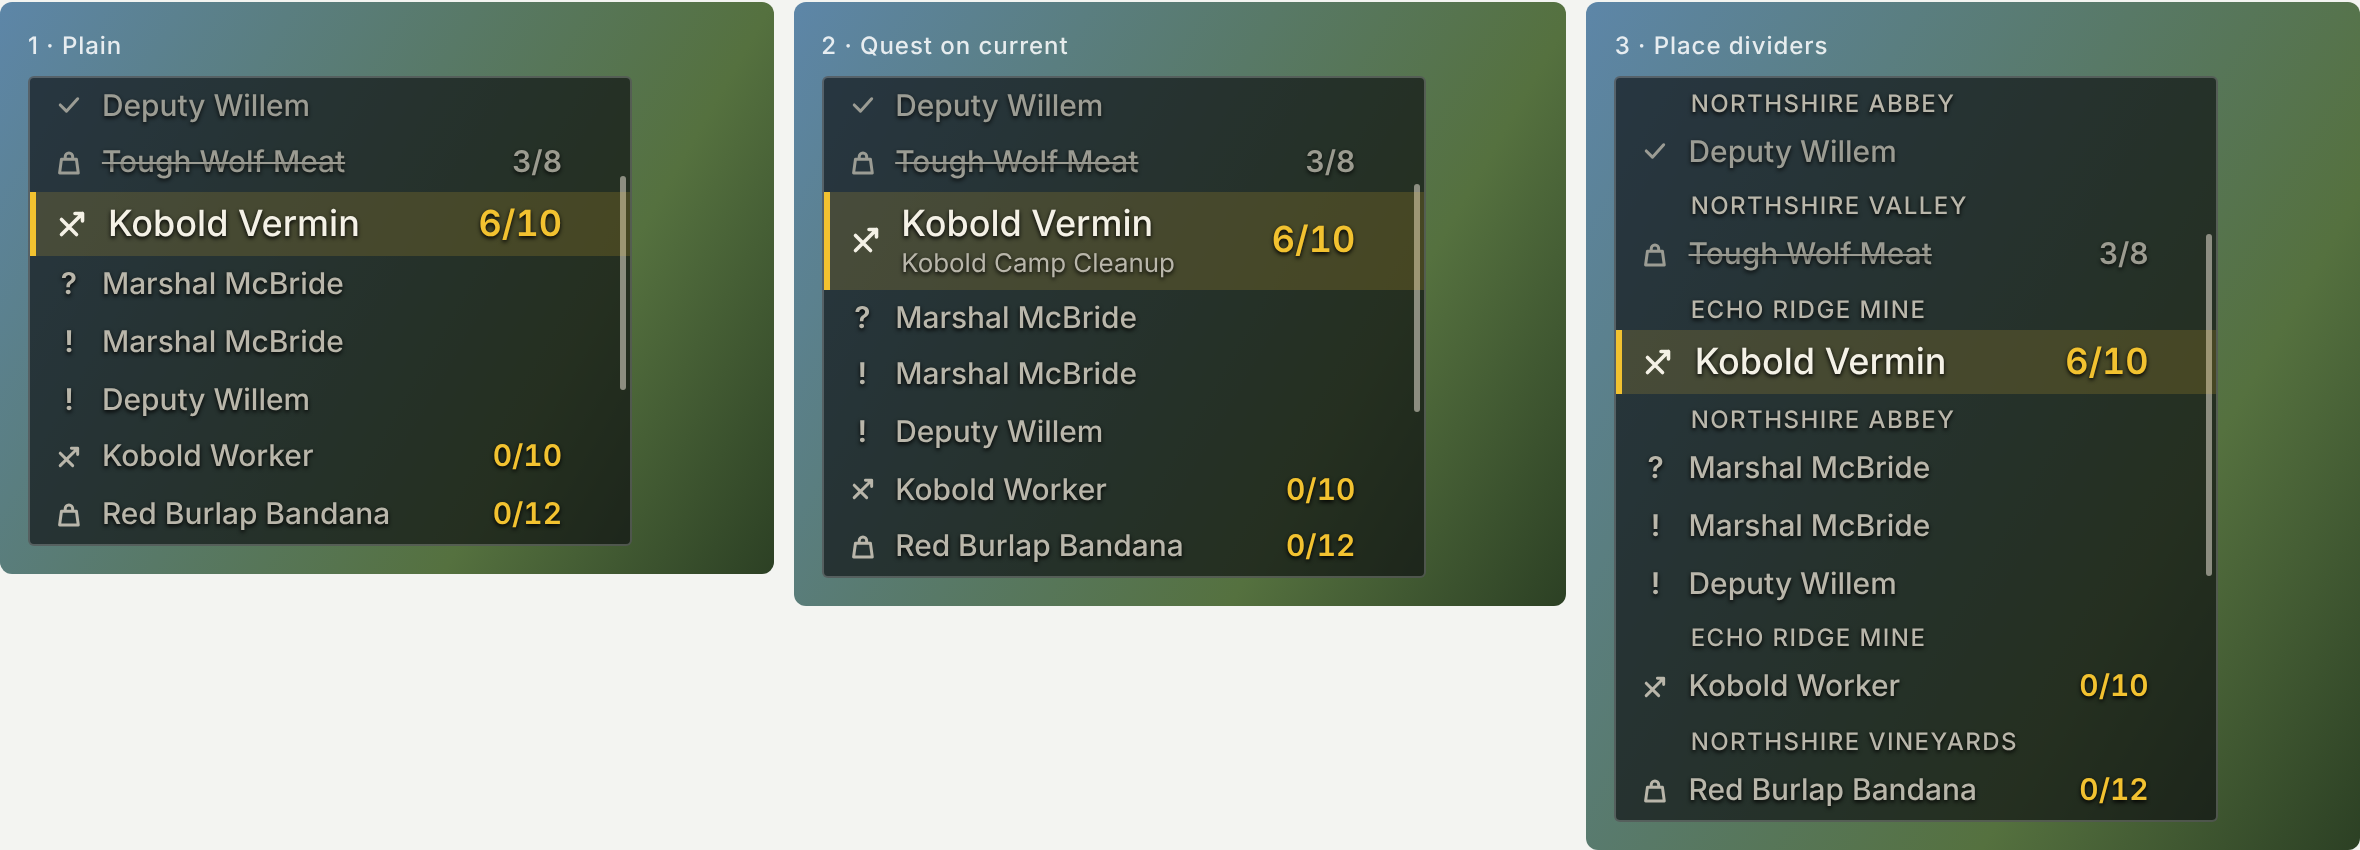 1 · Plain
Deputy Willem
Tough Wolf Meat 3/8
Kobold Vermin 6/10
? Marshal McBride
! Marshal McBride
! Deputy Willem
Kobold Worker 0/10
Red Burlap Bandana 0/12
2 · Quest on current
Deputy Willem
Tough Wolf Meat 3/8
Kobold Vermin 6/10
Kobold Camp Cleanup
? Marshal McBride
! Marshal McBride
! Deputy Willem
Kobold Worker 0/10
Red Burlap Bandana 0/12
3 · Place dividers
NORTHSHIRE ABBEY
Deputy Willem
NORTHSHIRE VALLEY
Tough Wolf Meat 3/8
ECHO RIDGE MINE
Kobold Vermin 6/10
NORTHSHIRE ABBEY
? Marshal McBride
! Marshal McBride
! Deputy Willem
ECHO RIDGE MINE
Kobold Worker 0/10
NORTHSHIRE VINEYARDS
Red Burlap Bandana 0/12